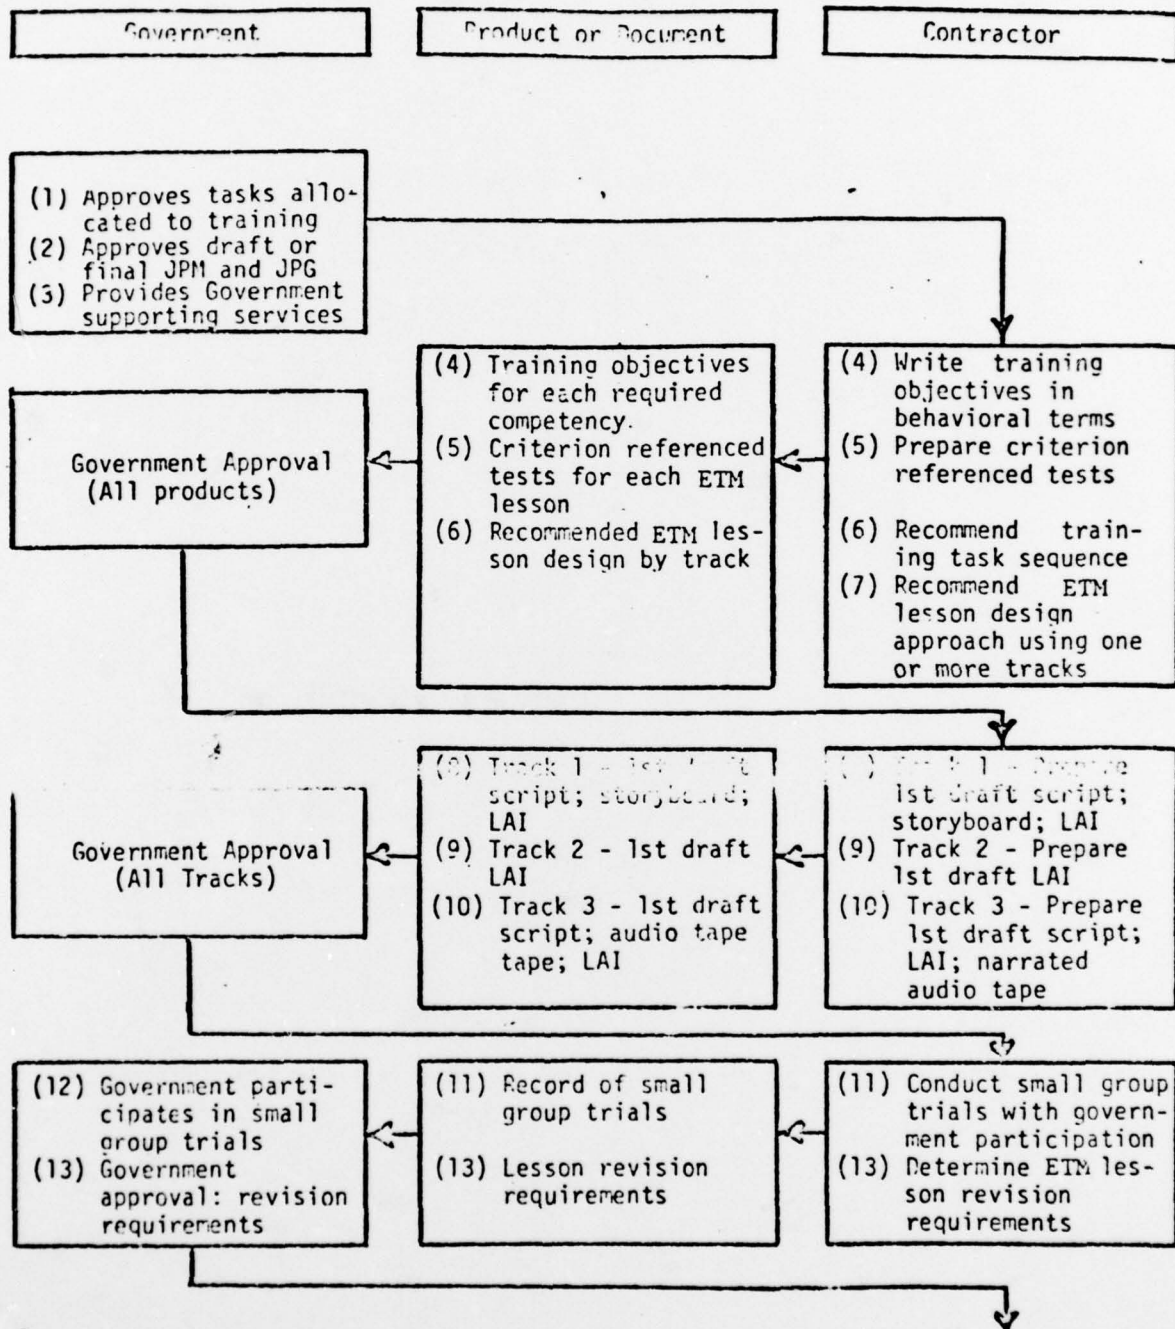 Government
Product or Document
Contractor
(1) Approves tasks allo-
cated to training
(2) Approves draft or
final JPM and JPG
(3) Provides Government
supporting services
(4) Training objectives
for each required
competency.
(5) Criterion referenced
tests for each ETM
lesson
(6) Recommended ETM les-
son design by track
(4) Write training
objectives in
behavioral terms
(5) Prepare criterion
referenced tests
(6) Recommend train-
ing task sequence
(7) Recommend ETM
lesson design
approach using one
or more tracks
Government Approval
(All products)
(8) Track 1 - 1st draft
script; storyboard;
LAI
(9) Track 2 - 1st draft
LAI
(10) Track 3 - 1st draft
script; audio tape
tape; LAI
Track 1 - Prepare
1st draft script;
storyboard; LAI
(9) Track 2 - Prepare
1st draft LAI
(10) Track 3 - Prepare
1st draft script;
LAI; narrated
audio tape
Government Approval
(All Tracks)
(12) Government parti-
cipates in small
group trials
(13) Government
approval: revision
requirements
(11) Record of small
group trials
(13) Lesson revision
requirements
(11) Conduct small group
trials with govern-
ment participation
(13) Determine ETM les-
son revision
requirements